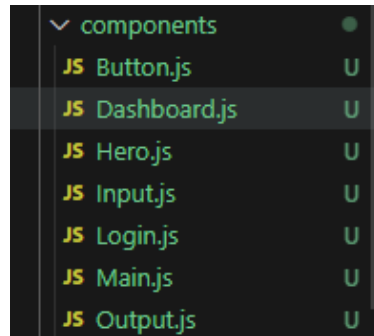 components
JS Button.js U
JS Dashboard.js U
JS Hero.js U
JS Input.js U
JS Login.js U
JS Main.js U
JS Output.js U